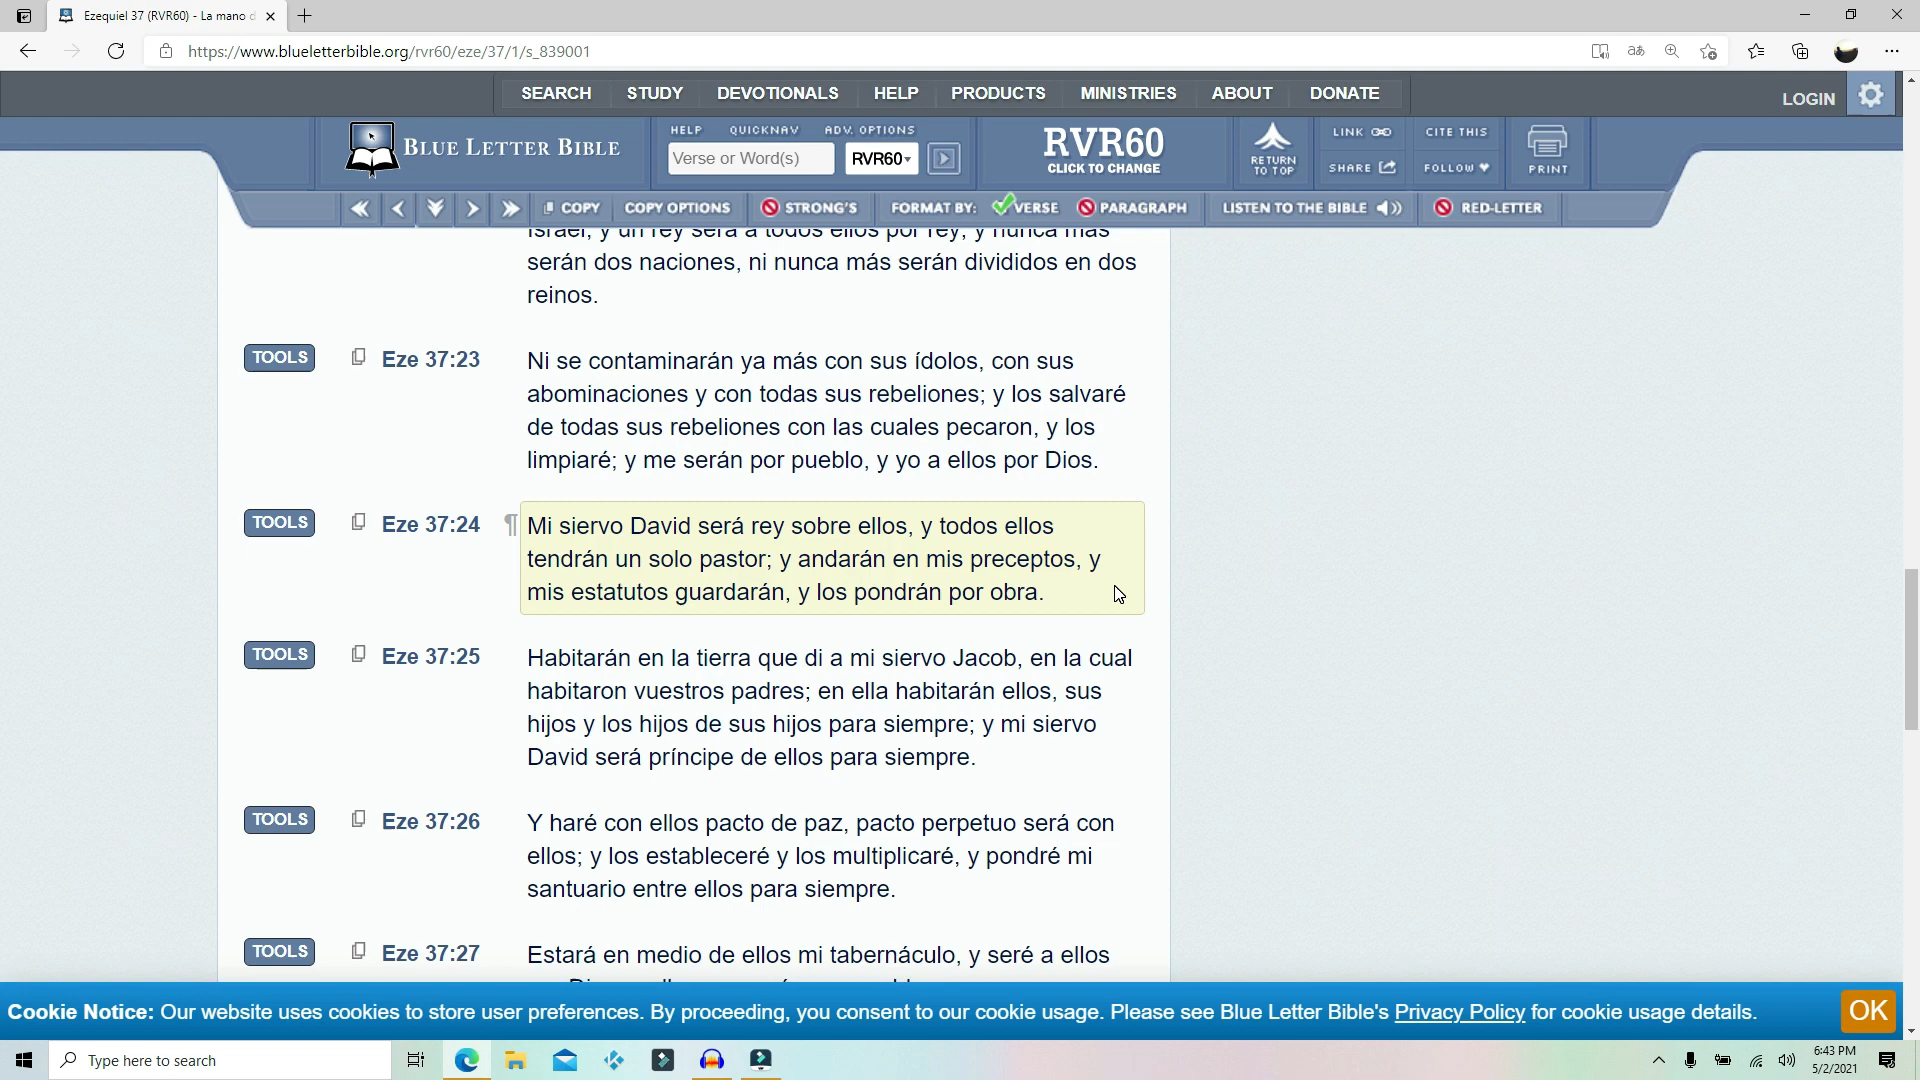 Ezequiel 37 (RVR60) - La mano d
https://www.blueletterbible.org/rvr60/eze/37/1/s_839001
SEARCH STUDY DEVOTIONALS HELP PRODUCTS MINISTRIES ABOUT DONATE
LOGIN
BLUE LETTER BIBLE
HELP QUICKNAV ADV. OPTIONS
Verse or Word(s) RVR60
RVR60
CLICK TO CHANGE
RETURN
TO TOP
LINK
CITE THIS
SHARE
FOLLOW
PRINT
COPY COPY OPTIONS STRONG'S FORMAT BY: VERSE PARAGRAPH LISTEN TO THE BIBLE RED-LETTER
Israel, y un rey será a todos ellos por rey; y nunca más
serán dos naciones, ni nunca más serán divididos en dos
reinos.
TOOLS Eze 37:23 Ni se contaminarán ya más con sus ídolos, con sus
abominaciones y con todas sus rebeliones; y los salvaré
de todas sus rebeliones con las cuales pecaron, y los
limpiaré; y me serán por pueblo, y yo a ellos por Dios.
TOOLS Eze 37:24 ¶ Mi siervo David será rey sobre ellos, y todos ellos
tendrán un solo pastor; y andarán en mis preceptos, y
mis estatutos guardarán, y los pondrán por obra.
TOOLS Eze 37:25 Habitarán en la tierra que di a mi siervo Jacob, en la cual
habitaron vuestros padres; en ella habitarán ellos, sus
hijos y los hijos de sus hijos para siempre; y mi siervo
David será príncipe de ellos para siempre.
TOOLS Eze 37:26 Y haré con ellos pacto de paz, pacto perpetuo será con
ellos; y los estableceré y los multiplicaré, y pondré mi
santuario entre ellos para siempre.
TOOLS Eze 37:27 Estará en medio de ellos mi tabernáculo, y seré a ellos
Cookie Notice: Our website uses cookies to store user preferences. By proceeding, you consent to our cookie usage. Please see Blue Letter Bible's Privacy Policy for cookie usage details.
OK
Type here to search
6:43 PM
5/2/2021